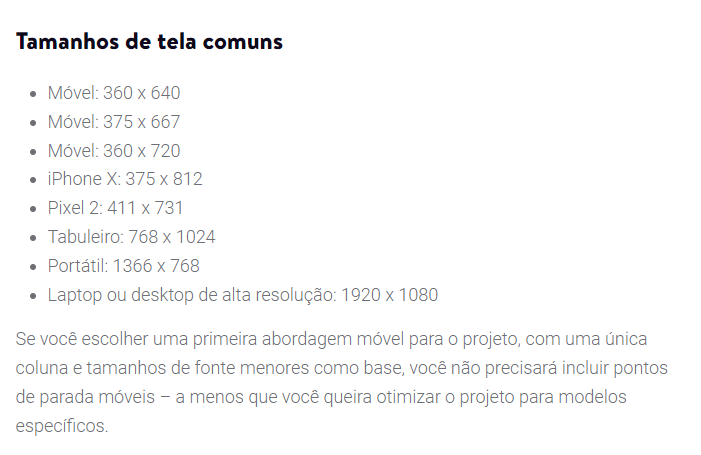 Tamanhos de tela comuns
• Móvel: 360 x 640
• Móvel: 375 x 667
• Móvel: 360 x 720
• iPhone X: 375 x 812
• Pixel 2: 411 x 731
• Tabuleiro: 768 x 1024
• Portátil: 1366 x 768
• Laptop ou desktop de alta resolução: 1920 x 1080
Se você escolher uma primeira abordagem móvel para o projeto, com uma única
coluna e tamanhos de fonte menores como base, você não precisará incluir pontos
de parada móveis – a menos que você queira otimizar o projeto para modelos
específicos.